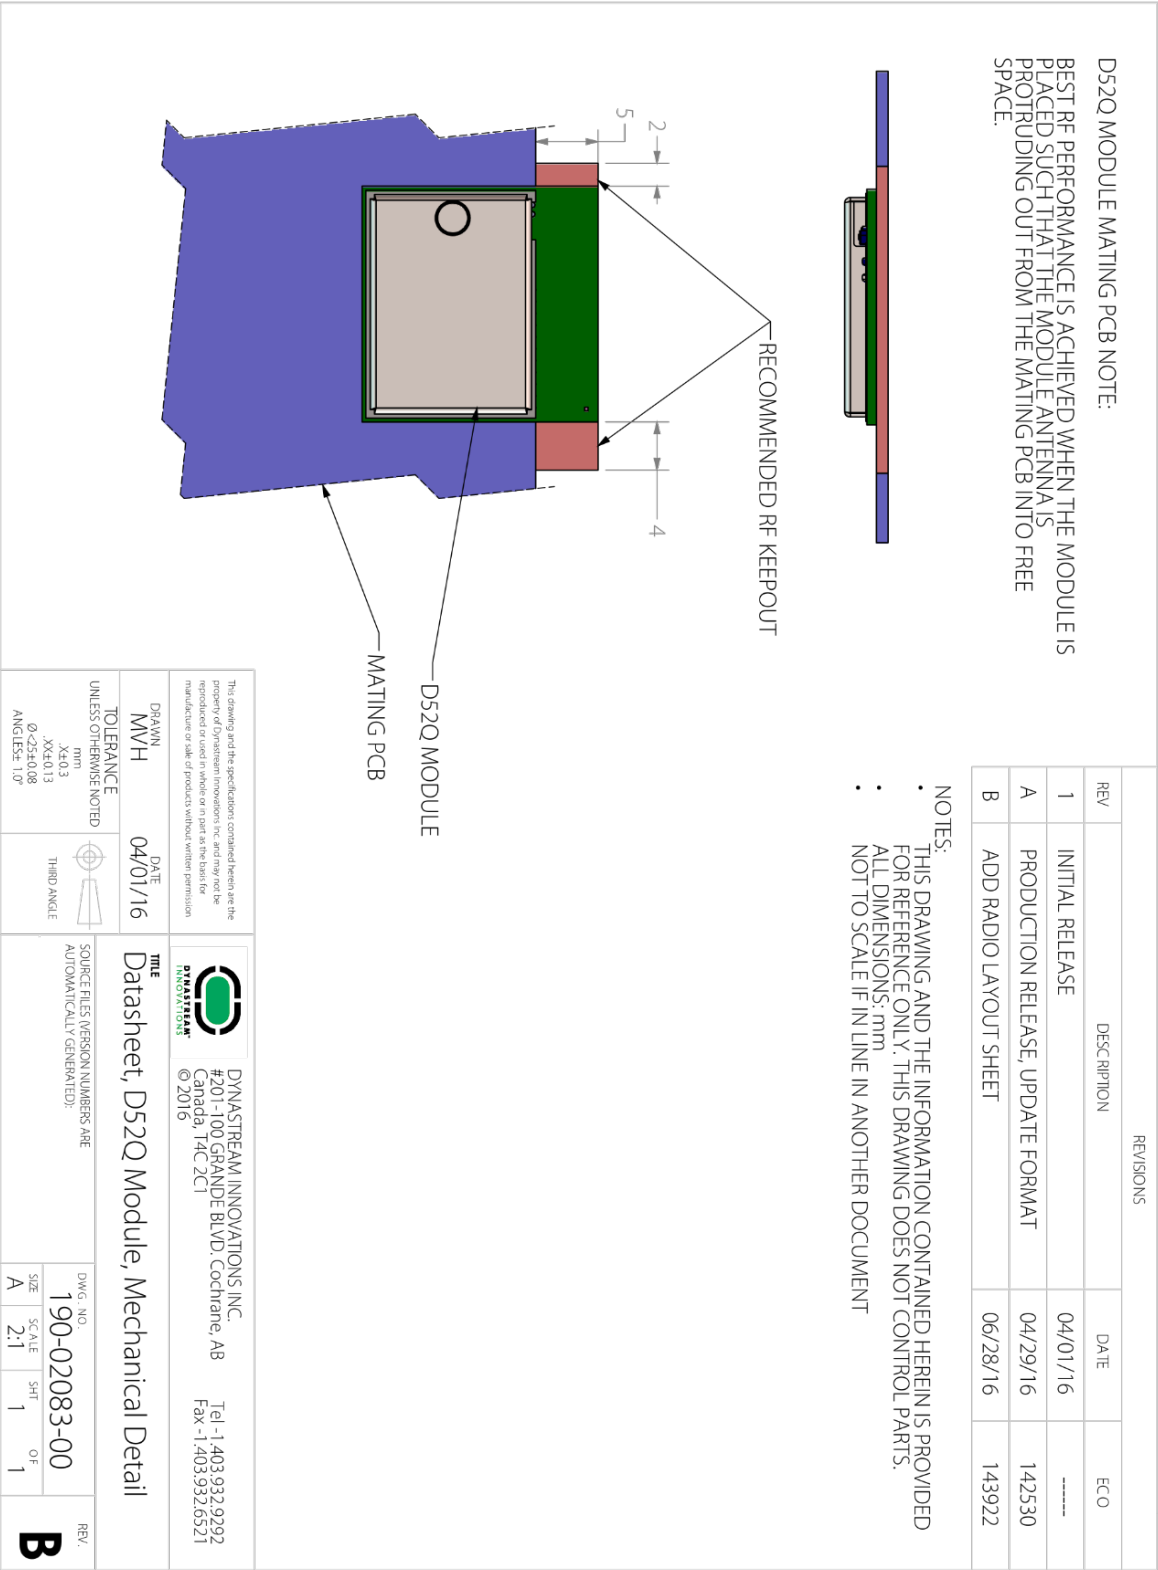 D52Q MODULE MATING PCB NOTE:
BEST RF PERFORMANCE IS ACHIEVED WHEN THE MODULE IS
PLACED SUCH THAT THE MODULE ANTENNA IS
PROTRUDING OUT FROM THE MATING PCB INTO FREE
SPACE.
REVISIONS
REV DESCRIPTION DATE ECO
1 INITIAL RELEASE 04/01/16 ------
A PRODUCTION RELEASE, UPDATE FORMAT 04/29/16 142530
B ADD RADIO LAYOUT SHEET 06/28/16 143922
NOTES:
• THIS DRAWING AND THE INFORMATION CONTAINED HEREIN IS PROVIDED
FOR REFERENCE ONLY. THIS DRAWING DOES NOT CONTROL PARTS.
• ALL DIMENSIONS: mm
• NOT TO SCALE IF IN LINE IN ANOTHER DOCUMENT
RECOMMENDED RF KEEPOUT
2
5
4
D52Q MODULE
MATING PCB
This drawing and the specifications contained herein are the
property of Dynastream Innovations Inc. and may not be
reproduced or used in whole or in part as the basis for
manufacture or sale of products without written permission
DRAWN
MVH
DATE
04/01/16
TOLERANCE
UNLESS OTHERWISE NOTED
mm
.X±0.3
.XX±0.13
Ø<25±0.08
ANGLES± 1.0°
THIRD ANGLE
DYNASTREAM
INNOVATIONS
DYNASTREAM INNOVATIONS INC.
#201-100 GRANDE BLVD. Cochrane, AB
Canada, T4C 2C1
© 2016
Tel -1.403.932.9292
Fax -1.403.932.6521
TITLE
Datasheet, D52Q Module, Mechanical Detail
SOURCE FILES (VERSION NUMBERS ARE
AUTOMATICALLY GENERATED):
DWG. NO.
190-02083-00
SIZE
A
SCALE
2:1
SHT
1
OF
1
REV.
B